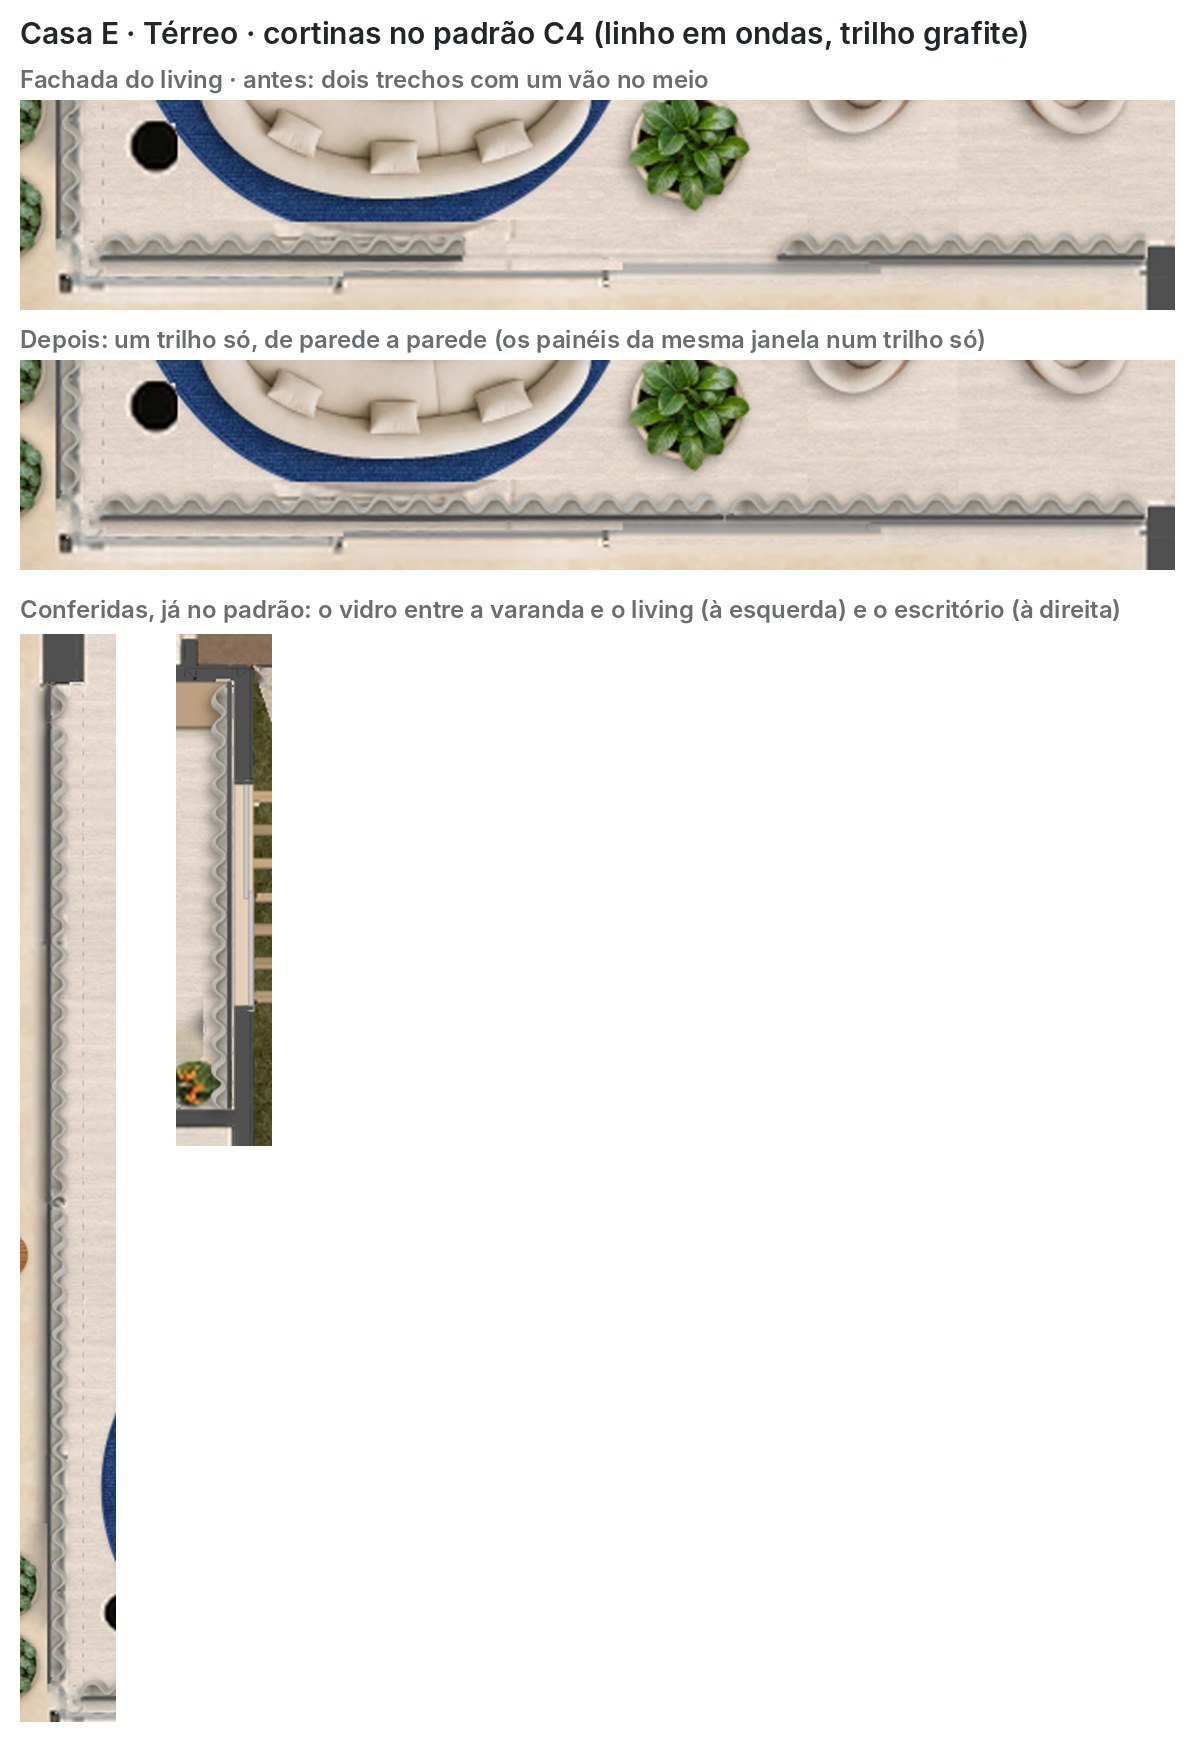 Casa E · Térreo · cortinas no padrão C4 (linho em ondas, trilho grafite)
Fachada do living · antes: dois trechos com um vão no meio
Depois: um trilho só, de parede a parede (os painéis da mesma janela num trilho só)
Conferidas, já no padrão: o vidro entre a varanda e o living (à esquerda) e o escritório (à direita)